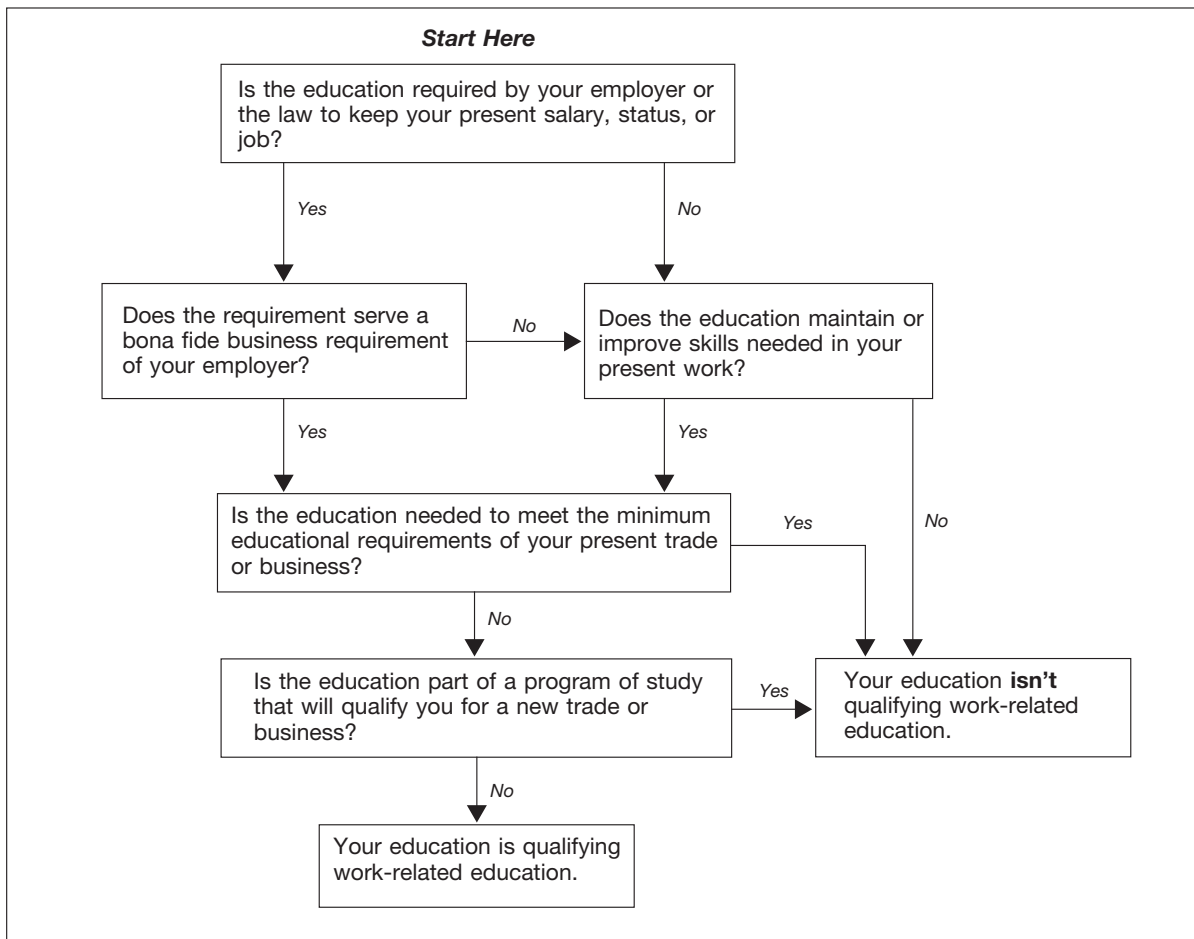 Start Here
Is the education required by your employer or
the law to keep your present salary, status, or
job?
Yes
No
Does the requirement serve a
bona fide business requirement
of your employer?
No
Does the education maintain or
improve skills needed in your
present work?
Yes
Yes
No
Is the education needed to meet the minimum
educational requirements of your present trade
or business?
Yes
No
Is the education part of a program of study
that will qualify you for a new trade or
business?
Yes
Your education isn't
qualifying work-related
education.
No
Your education is qualifying
work-related education.